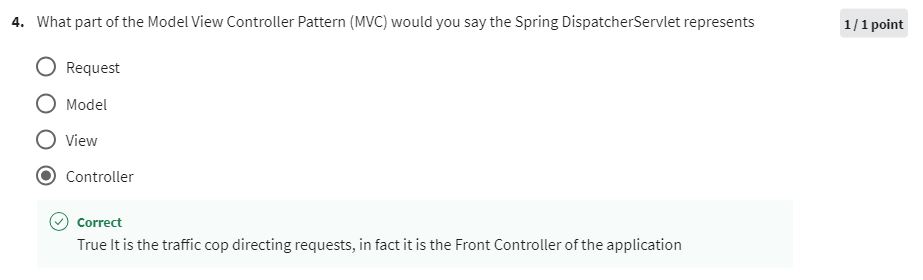 4. What part of the Model View Controller Pattern (MVC) would you say the Spring DispatcherServlet represents
1 / 1 point
Request
Model
View
Controller
Correct
True It is the traffic cop directing requests, in fact it is the Front Controller of the application